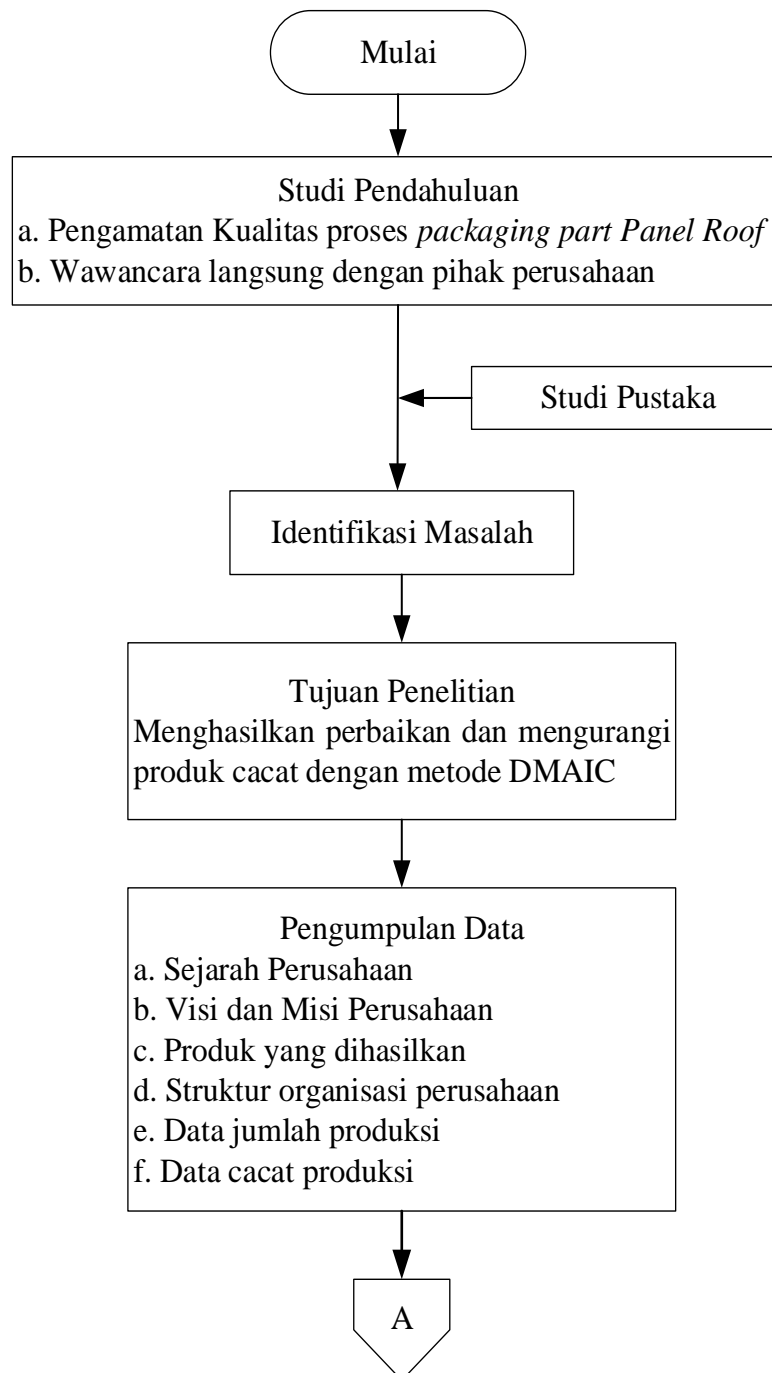 Mulai
Studi Pendahuluan
a. Pengamatan Kualitas proses packaging part Panel Roof
b. Wawancara langsung dengan pihak perusahaan
Studi Pustaka
Identifikasi Masalah
Tujuan Penelitian
Menghasilkan perbaikan dan mengurangi
produk cacat dengan metode DMAIC
Pengumpulan Data
a. Sejarah Perusahaan
b. Visi dan Misi Perusahaan
c. Produk yang dihasilkan
d. Struktur organisasi perusahaan
e. Data jumlah produksi
f. Data cacat produksi
A